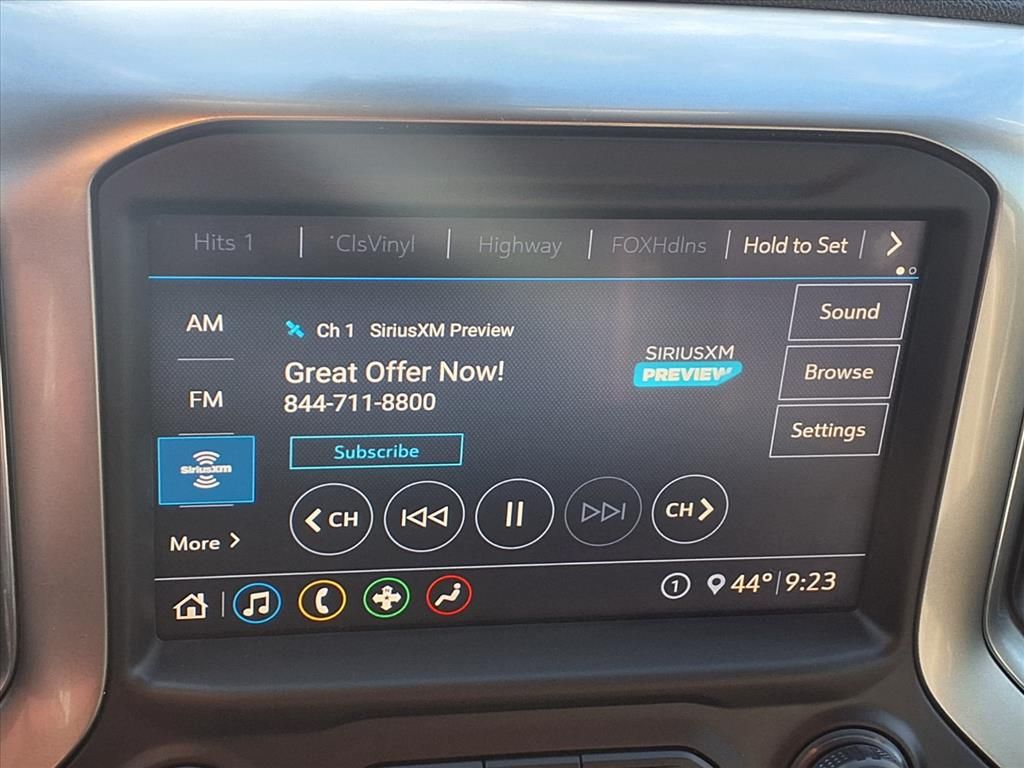 Hits 1 ClsVinyl Highway FOXHdlns Hold to Set
AM
FM
SiriusXM
More
Ch 1 SiriusXM Preview
Great Offer Now!
844-711-8800
Subscribe
SIRIUSXM
PREVIEW
Sound
Browse
Settings
CH
CH
1 44° 9:23